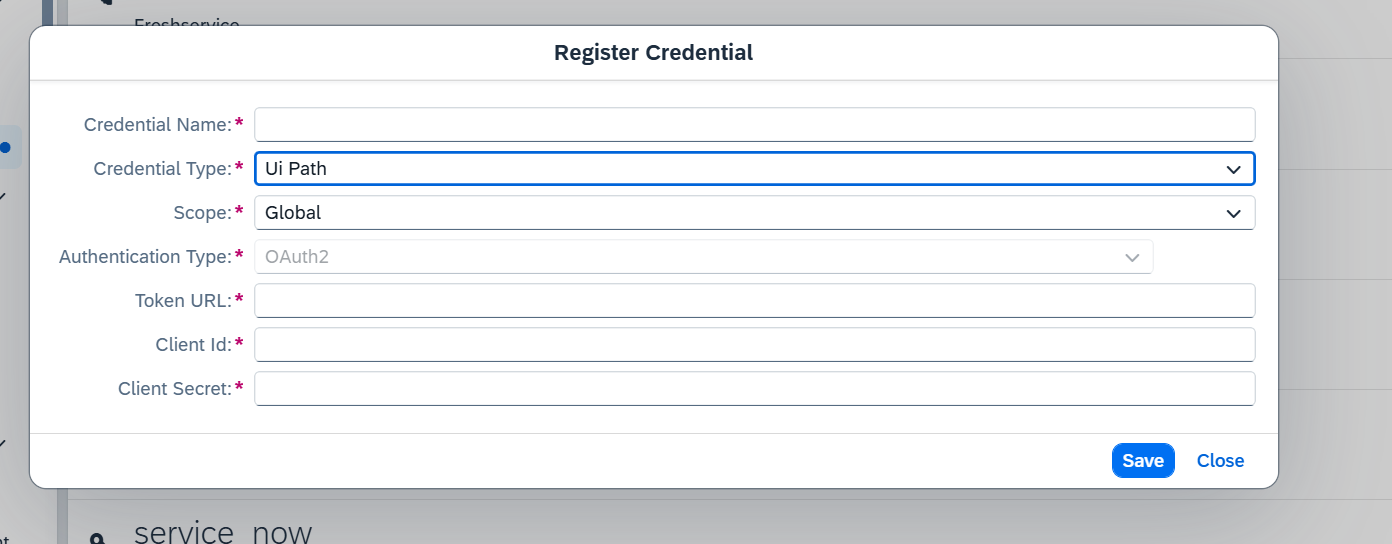 Freshservice
Register Credential
Credential Name:*
Credential Type:* Ui Path
Scope:* Global
Authentication Type:* OAuth2
Token URL:*
Client Id:*
Client Secret:*
Save Close
service_now